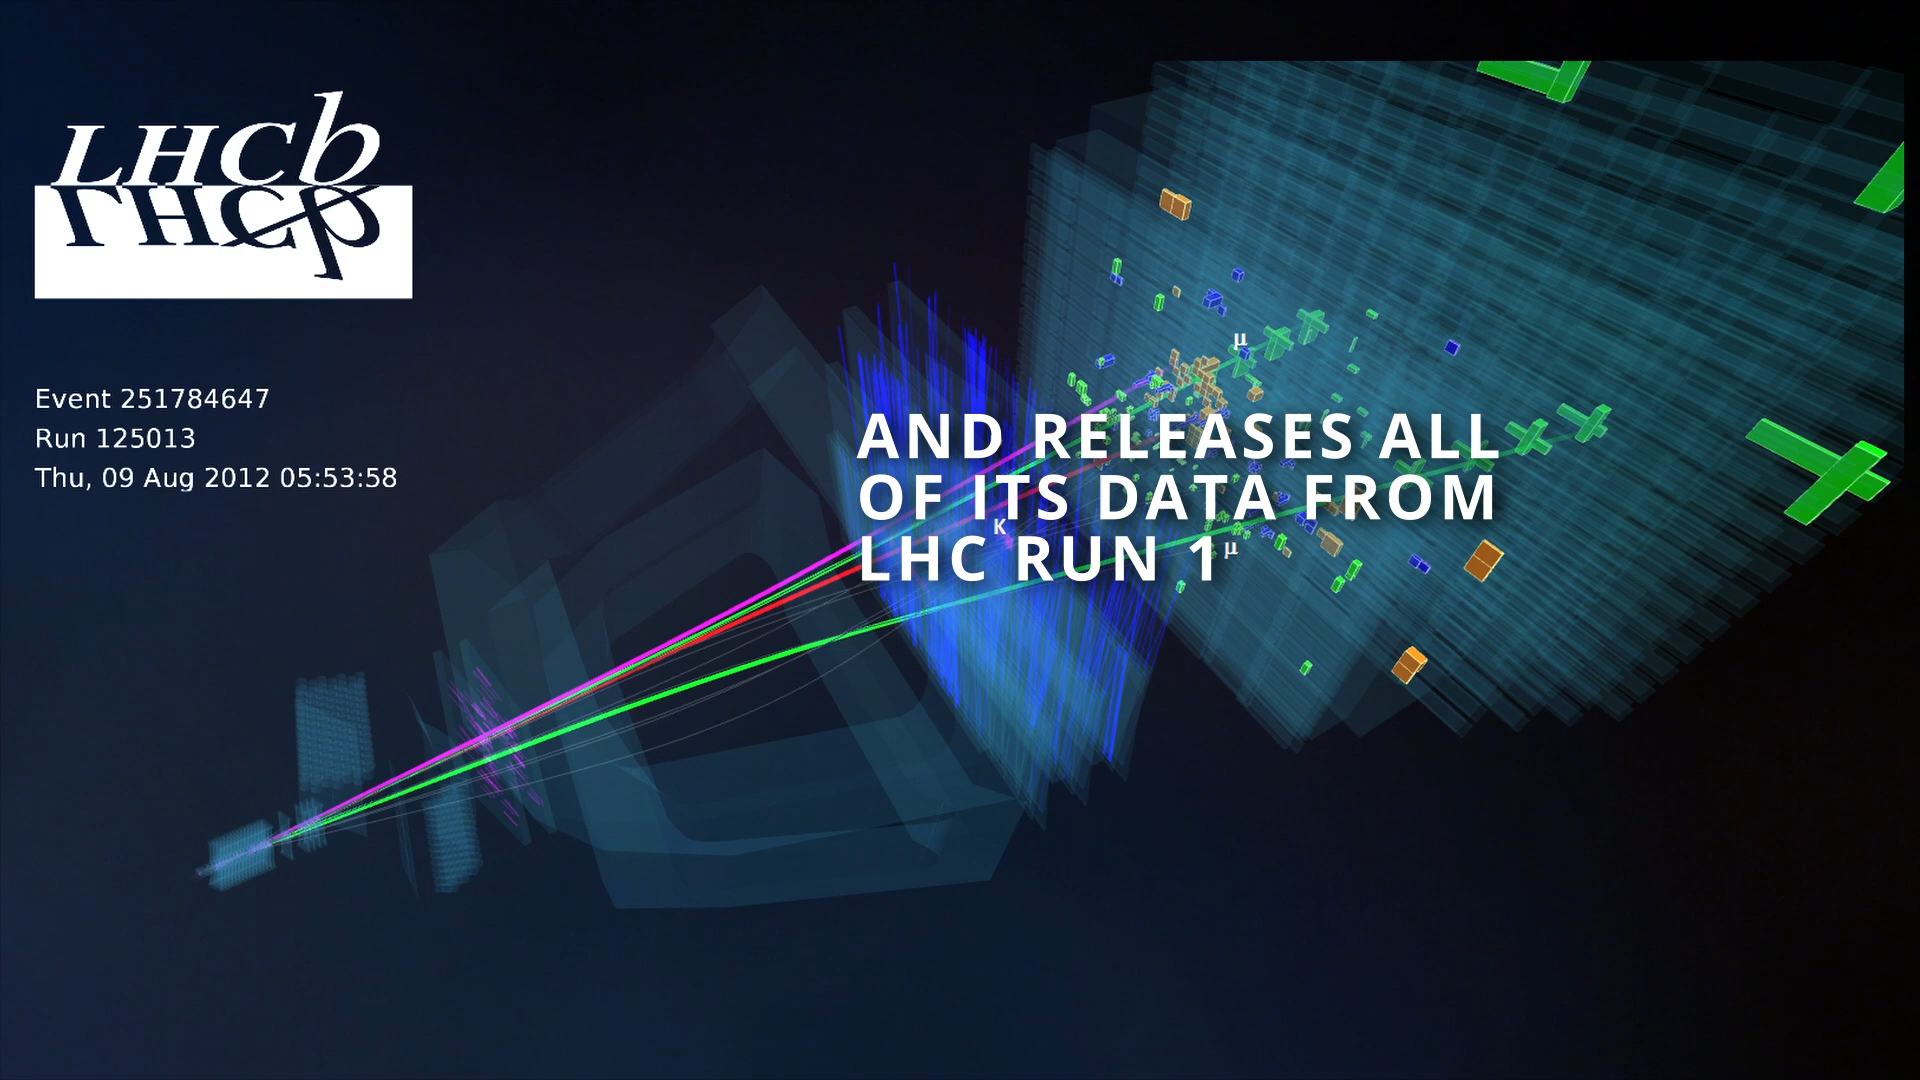 LHCb
Event 251784647
Run 125013
Thu, 09 Aug 2012 05:53:58
μ
AND RELEASES ALL
OF ITS DATA FROM
K
LHC RUN 1
μ